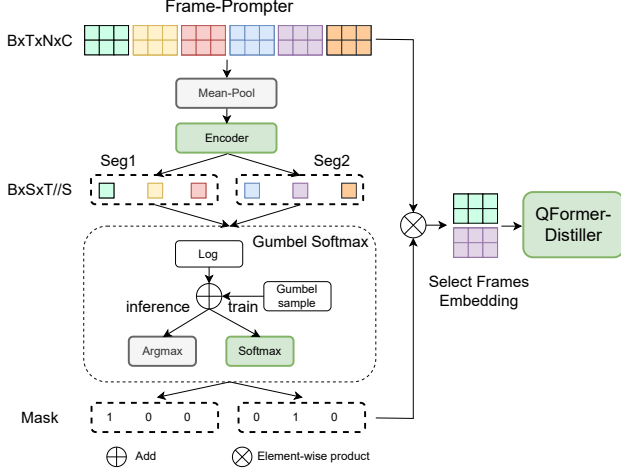 Frame-Prompter
BxTxNxC
Mean-Pool
Encoder
Seg1
Seg2
BxSxT//S
Gumbel Softmax
Log
Gumbel
sample
inference
train
Argmax
Softmax
Mask
1 0 0
0 1 0
Add
Element-wise product
Select Frames
Embedding
QFormer-
Distiller